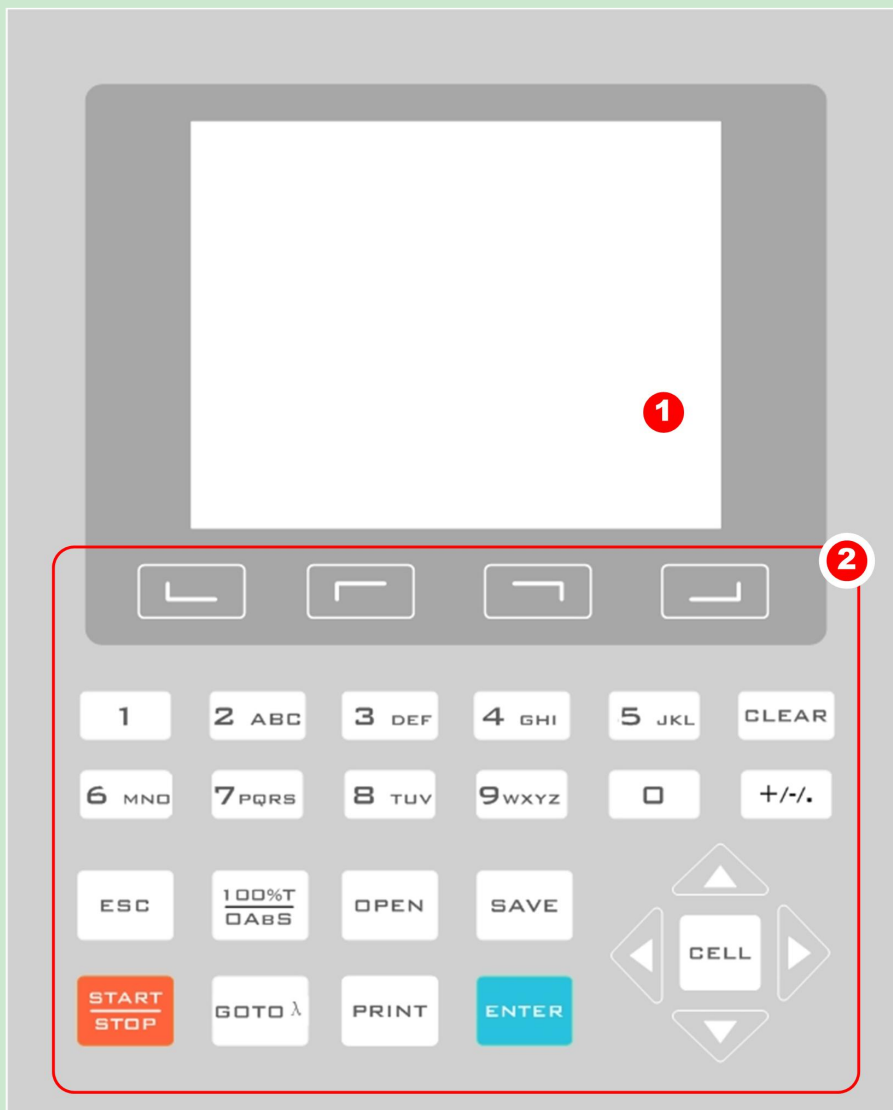 1
2
1 2 ABC 3 DEF 4 GHI 5 JKL CLEAR
6 MNO 7PQRS 8 TUV 9WXYZ 0 +/-/.
ESC 100%T OPEN SAVE
0ABS
CELL
START GOTO λ PRINT ENTER
STOP